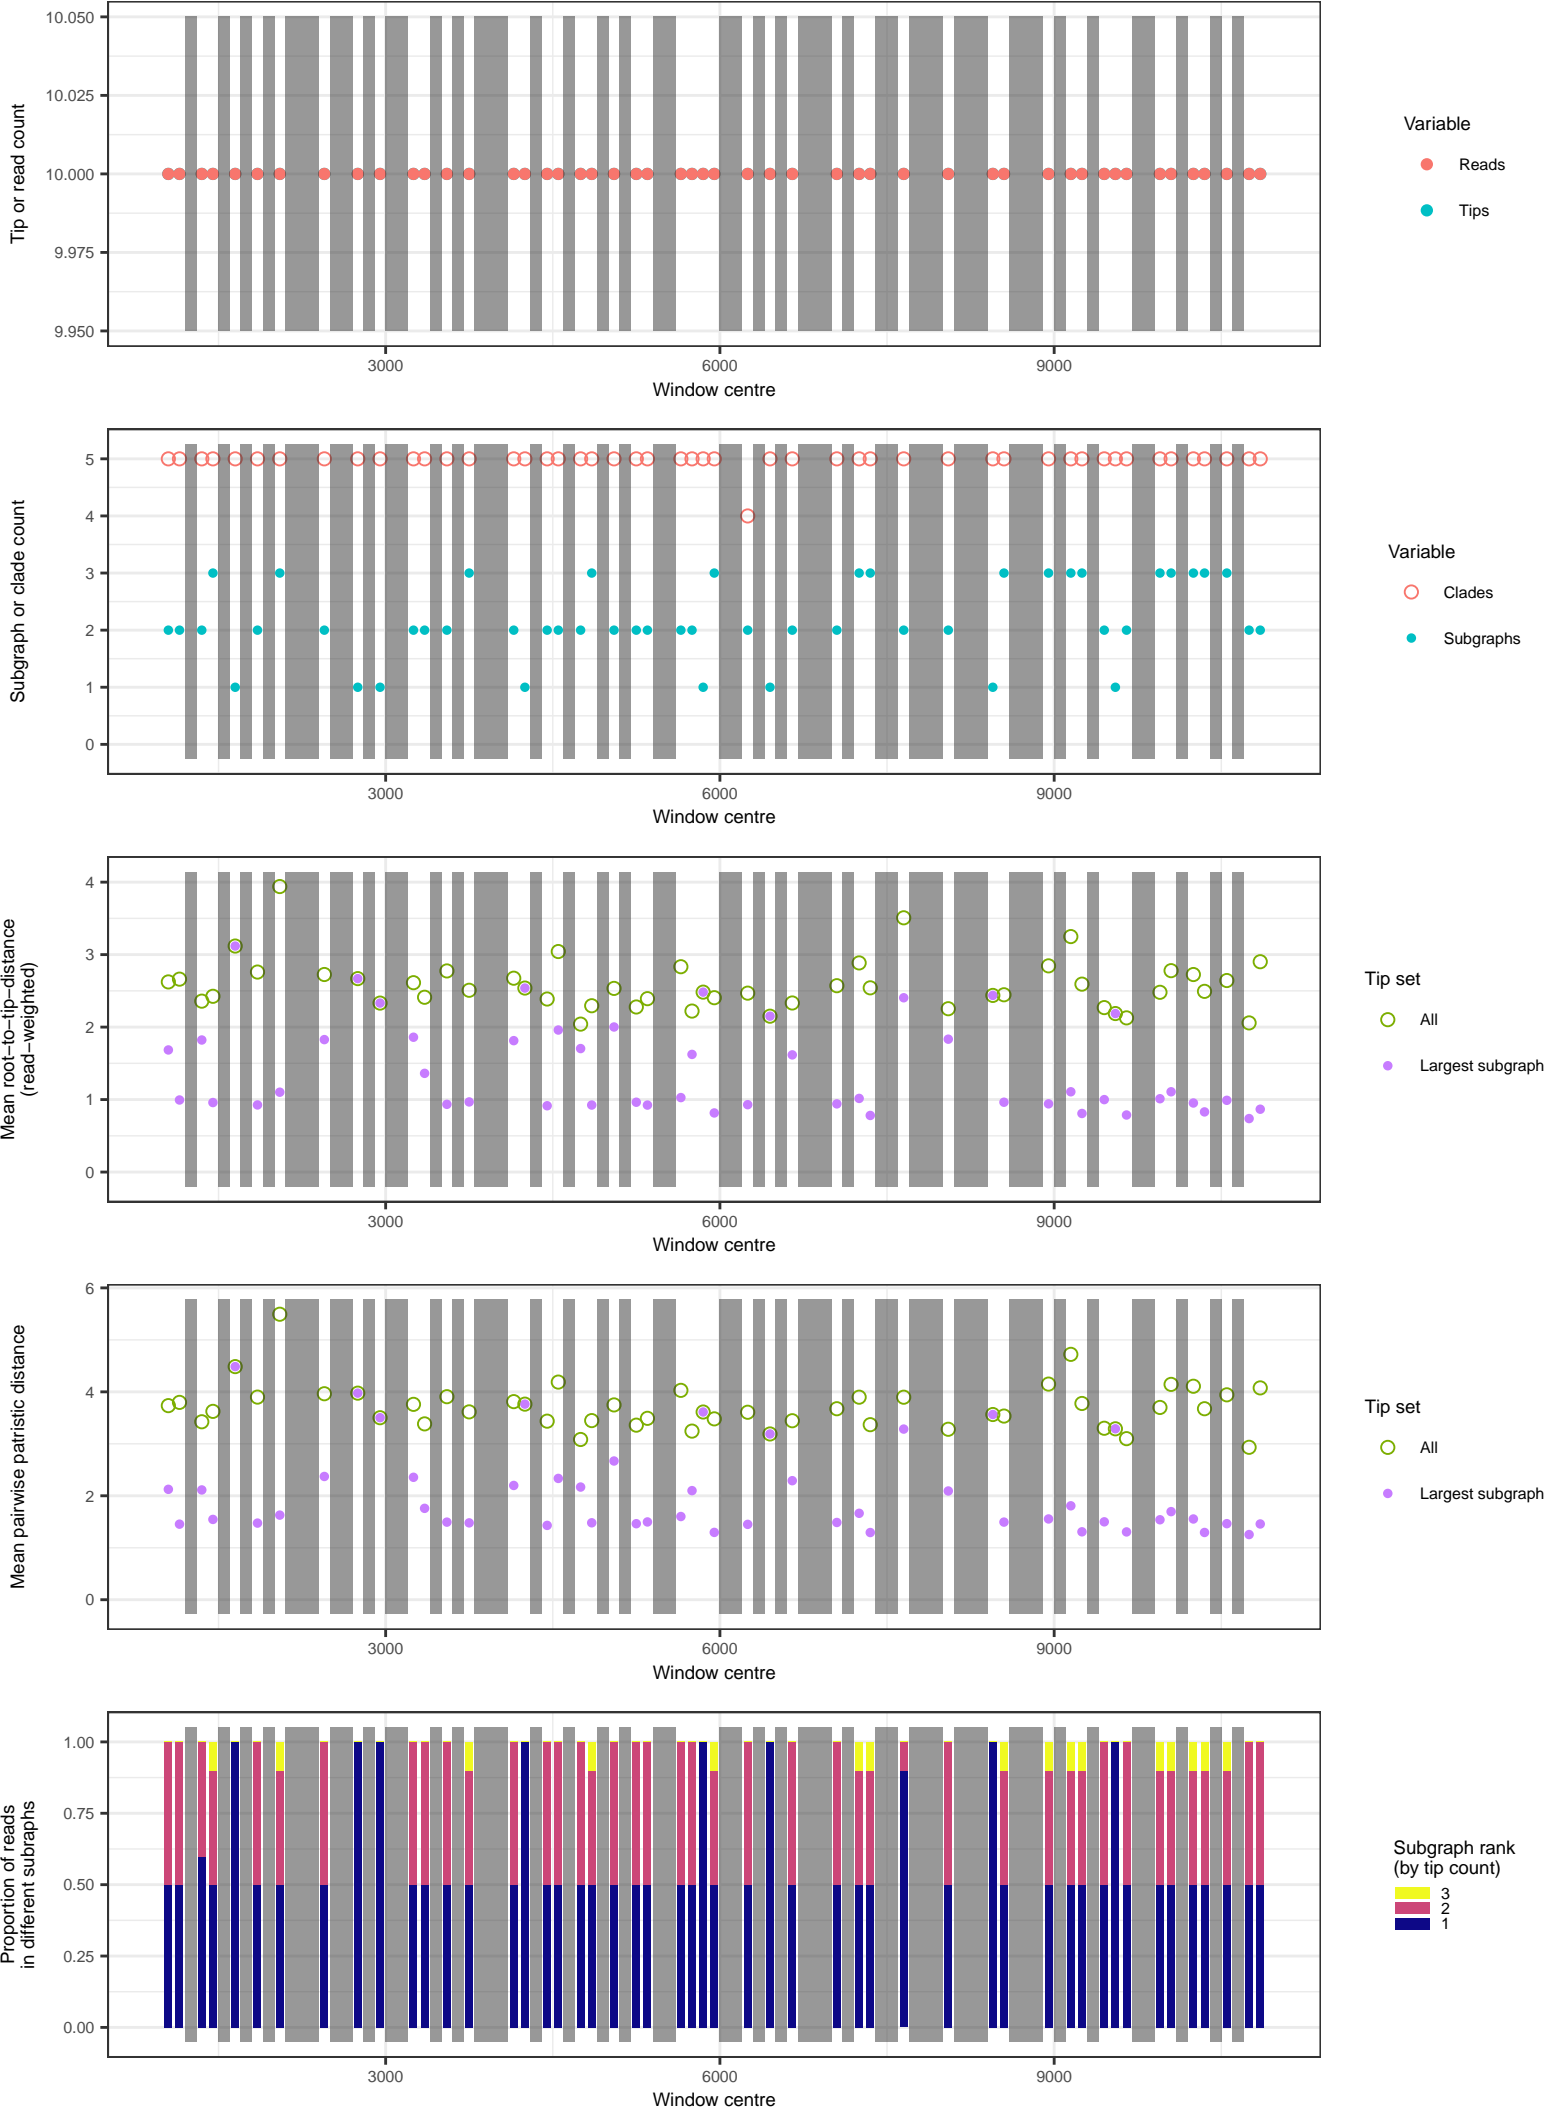 10.050
10.025
10.000
9.975
9.950
Tip or read count
3000
6000
9000
Window centre
Variable
Reads
Tips
5
4
3
2
1
0
Subgraph or clade count
3000
6000
9000
Window centre
Variable
Clades
Subgraphs
4
3
2
1
0
Mean root−to−tip−distance
(read−weighted)
3000
6000
9000
Window centre
Tip set
All
Largest subgraph
6
4
2
0
Mean pairwise patristic distance
3000
6000
9000
Window centre
Tip set
All
Largest subgraph
1.00
0.75
0.50
0.25
0.00
Proportion of reads
in different subraphs
3000
6000
9000
Window centre
Subgraph rank
(by tip count)
3
2
1